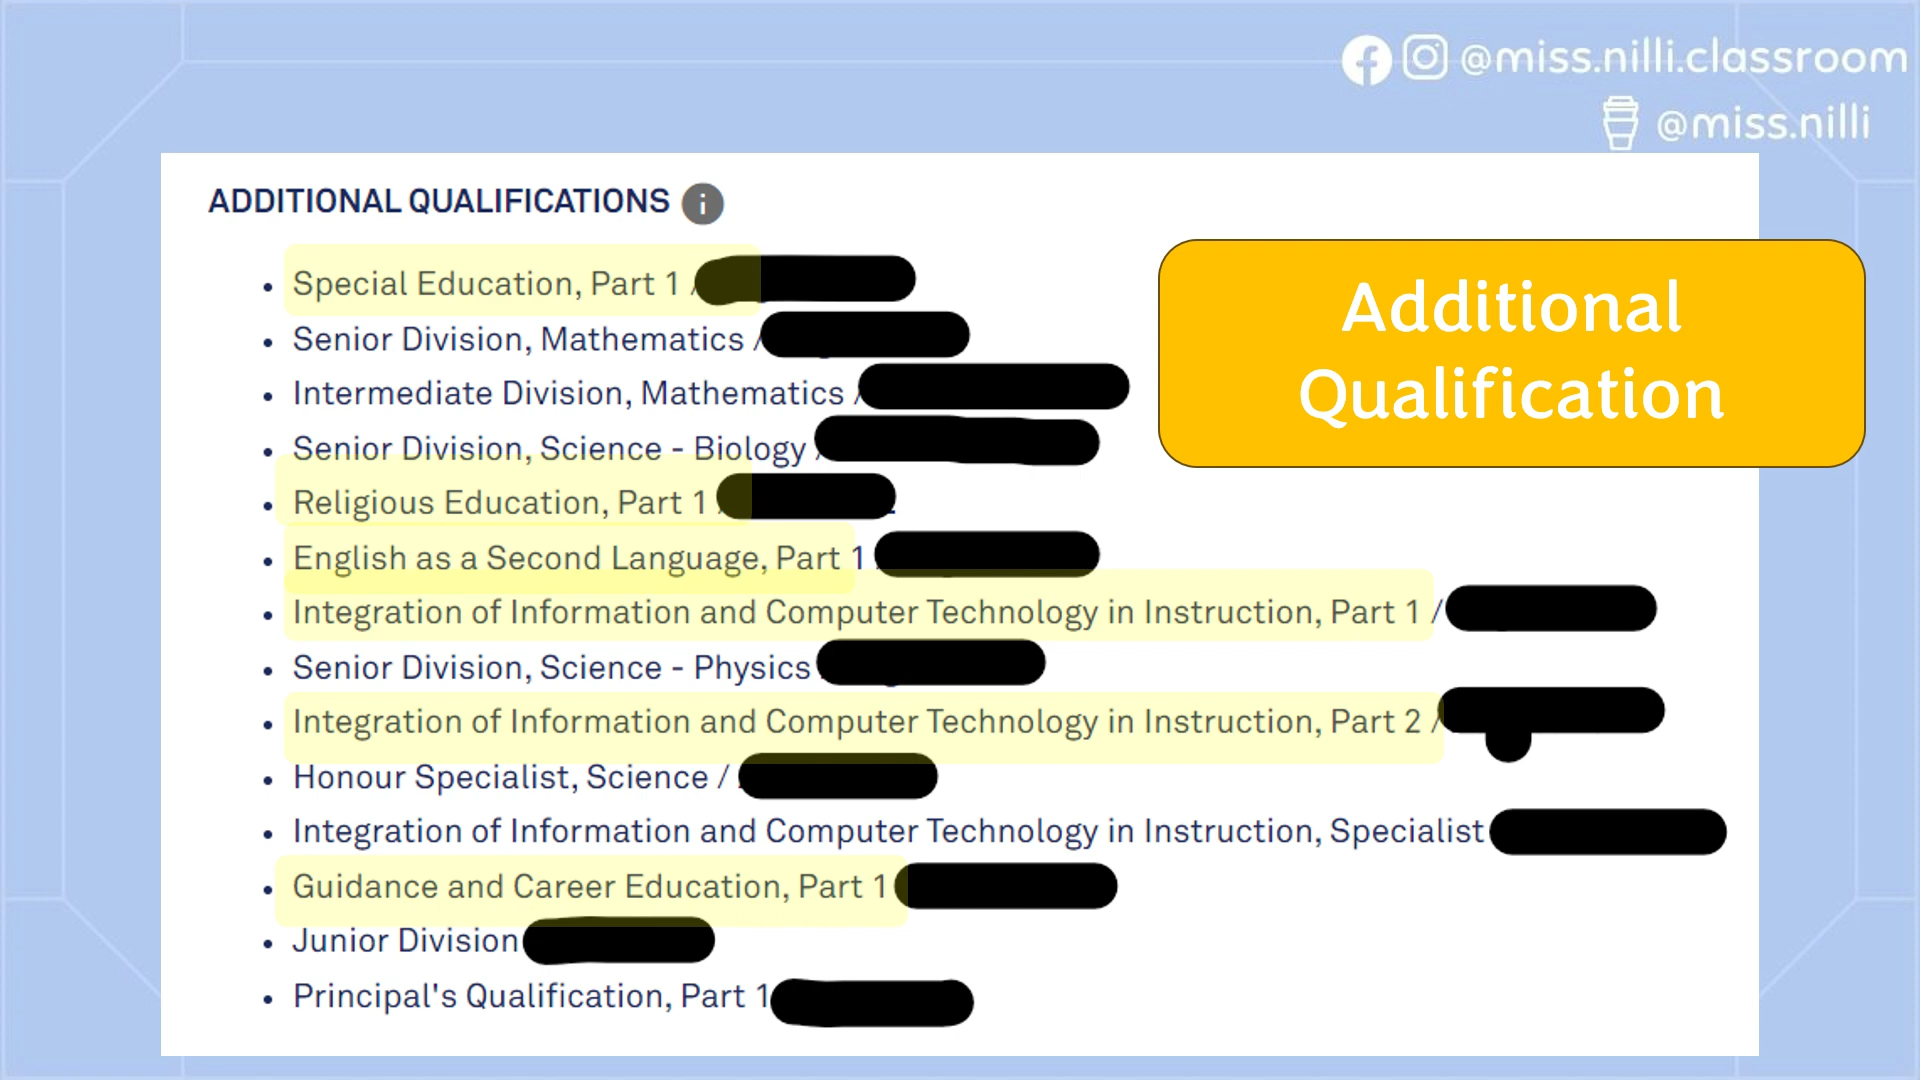 @miss.nilli.classroom
@miss.nilli
ADDITIONAL QUALIFICATIONS i
• Special Education, Part 1 /
• Senior Division, Mathematics /
• Intermediate Division, Mathematics /
• Senior Division, Science - Biology /
• Religious Education, Part 1 /
• English as a Second Language, Part 1
• Integration of Information and Computer Technology in Instruction, Part 1 /
• Senior Division, Science - Physics
• Integration of Information and Computer Technology in Instruction, Part 2 /
• Honour Specialist, Science /
• Integration of Information and Computer Technology in Instruction, Specialist
• Guidance and Career Education, Part 1
• Junior Division
• Principal's Qualification, Part 1
Additional
Qualification